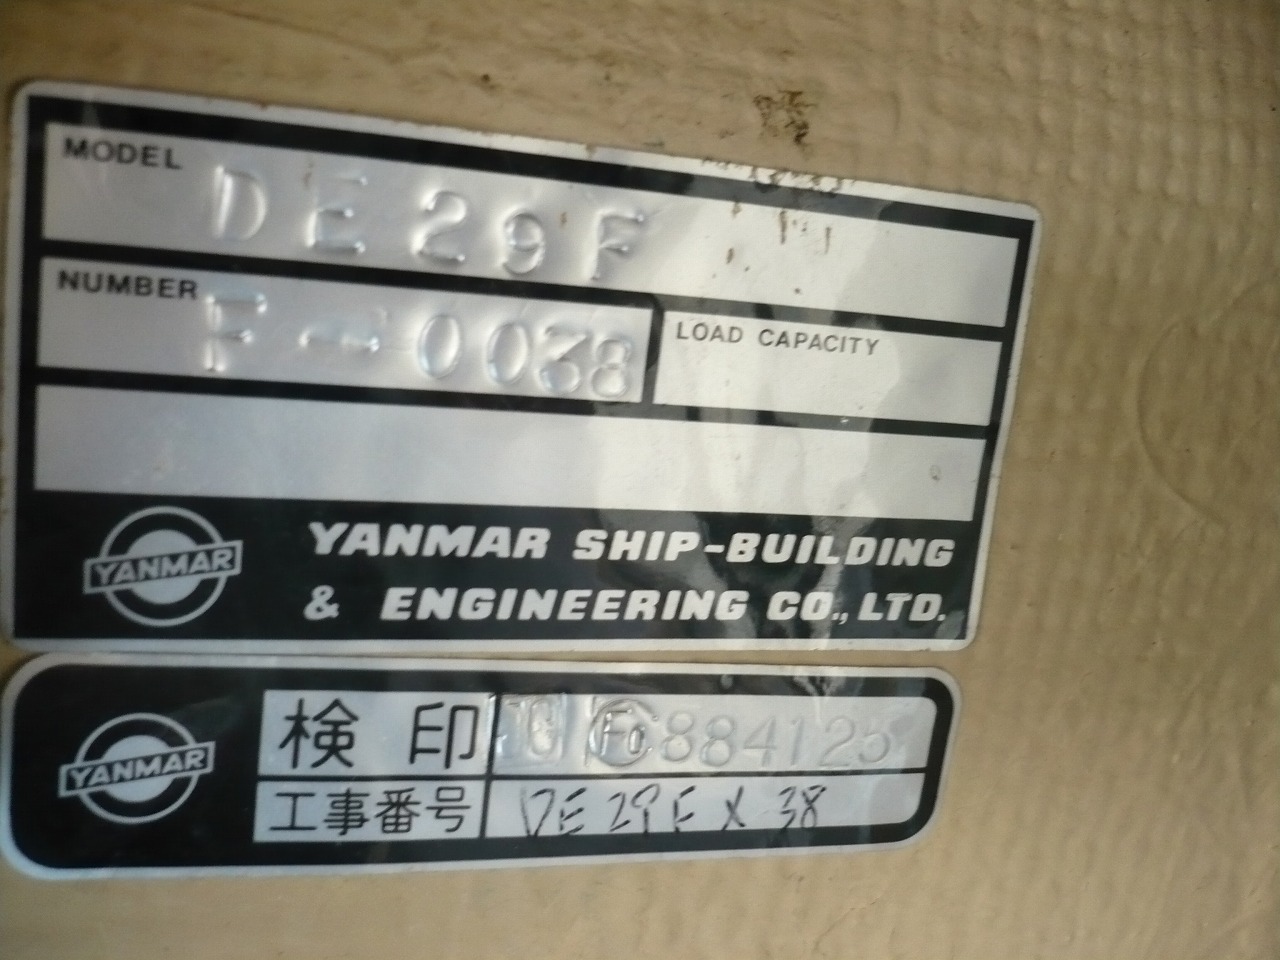 MODEL DE29F
NUMBER F-0038
LOAD CAPACITY
YANMAR
YANMAR SHIP-BUILDING
& ENGINEERING CO., LTD.
YANMAR
検印 Fo 884125
工事番号 DE29F X 38